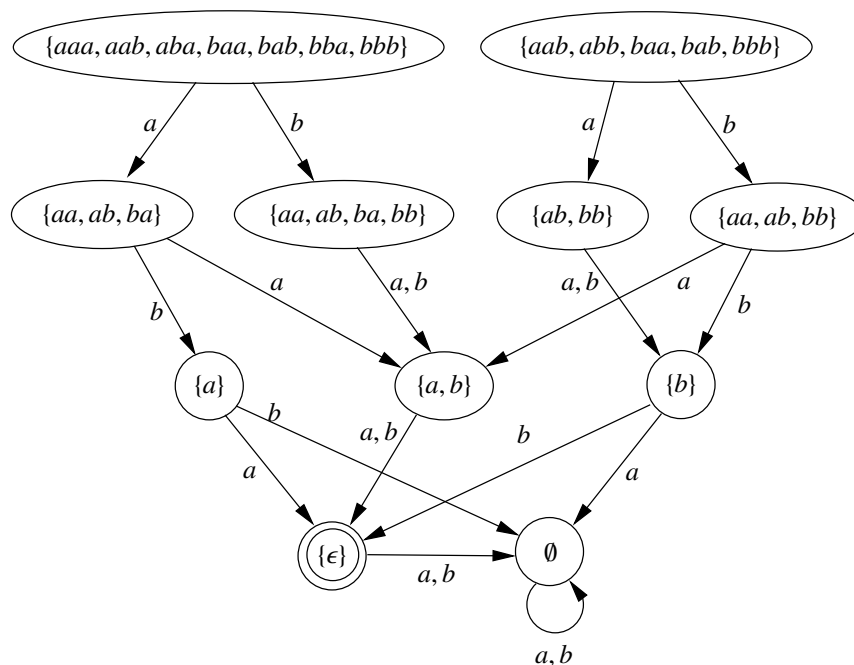 {aaa, aab, aba, baa, bab, bba, bbb} {aab, abb, baa, bab, bbb}
a b a b
{aa, ab, ba} {aa, ab, ba, bb} {ab, bb} {aa, ab, bb}
a a, b a, b a
b b
{a} {a, b} {b}
b a, b b
a a
{ϵ} ∅
a, b
a, b